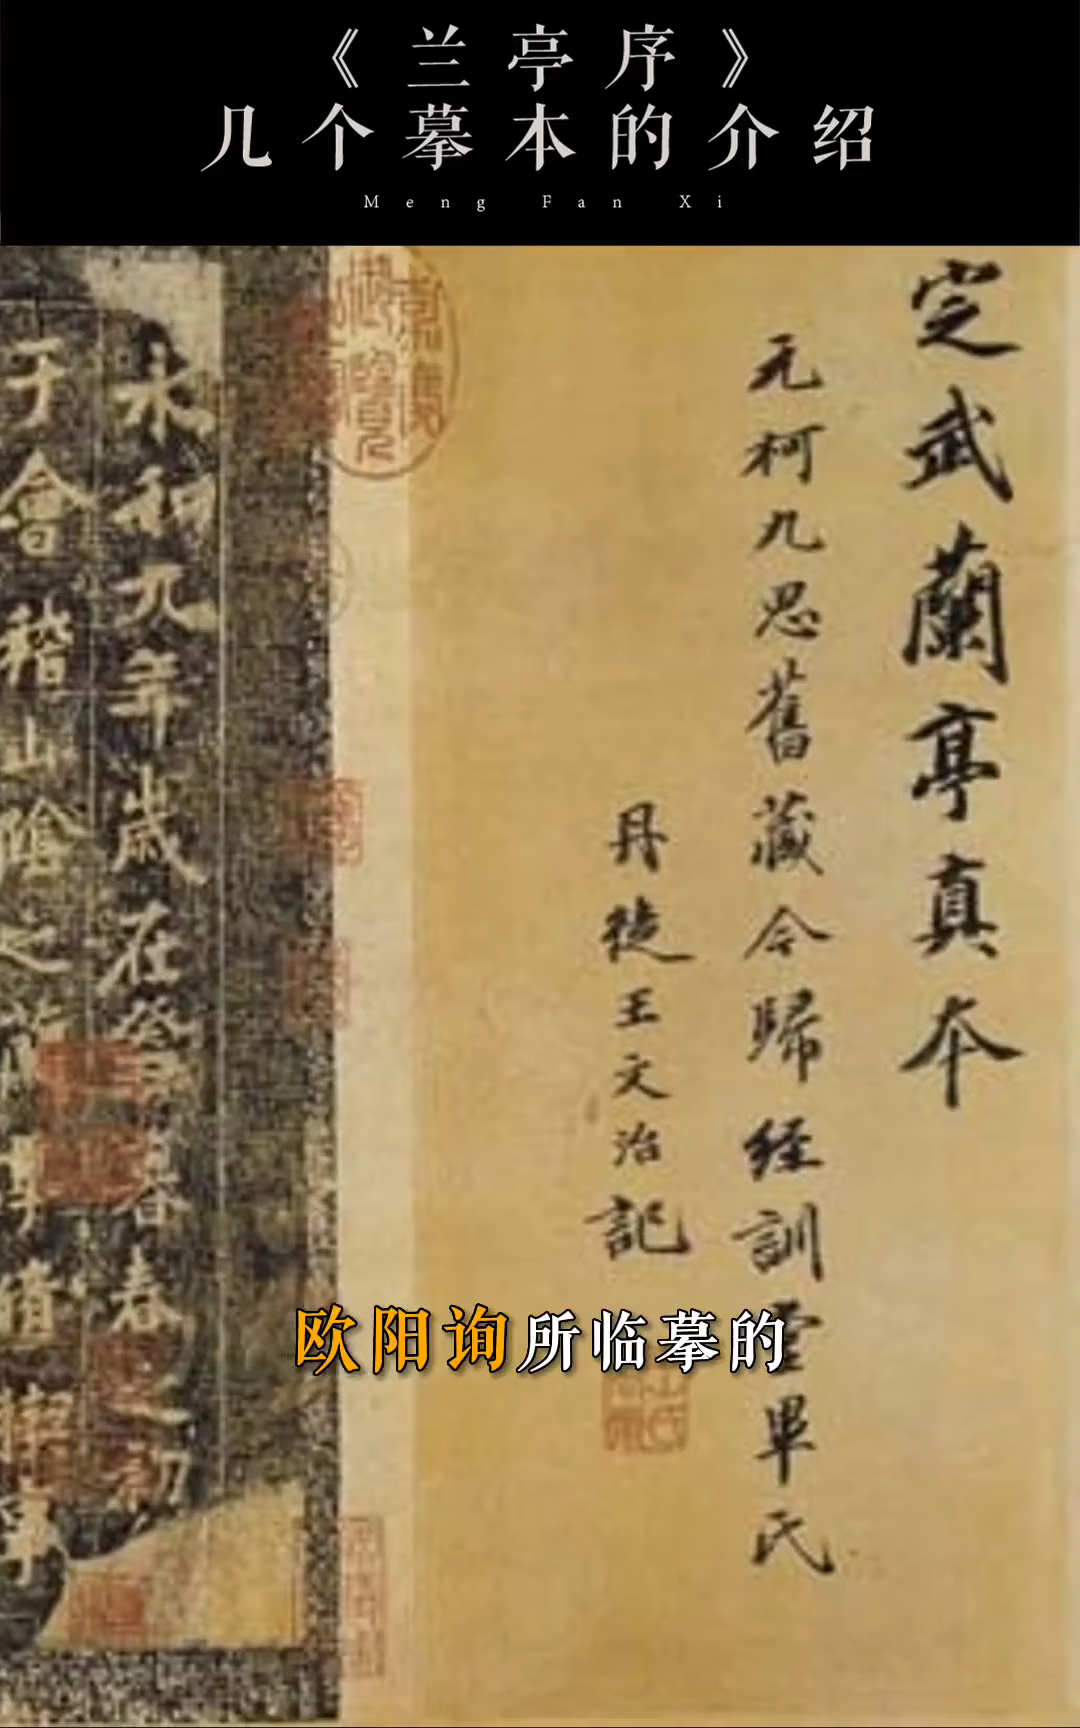 《兰亭序》
几个摹本的介绍
Meng Fan Xi
定武蘭亭真本
元柯九思舊藏今歸經訓堂畢氏
丹徒王文治記
永和九年歲在癸丑暮春之初
于會稽山陰之蘭亭脩禊事
欧阳询所临摹的